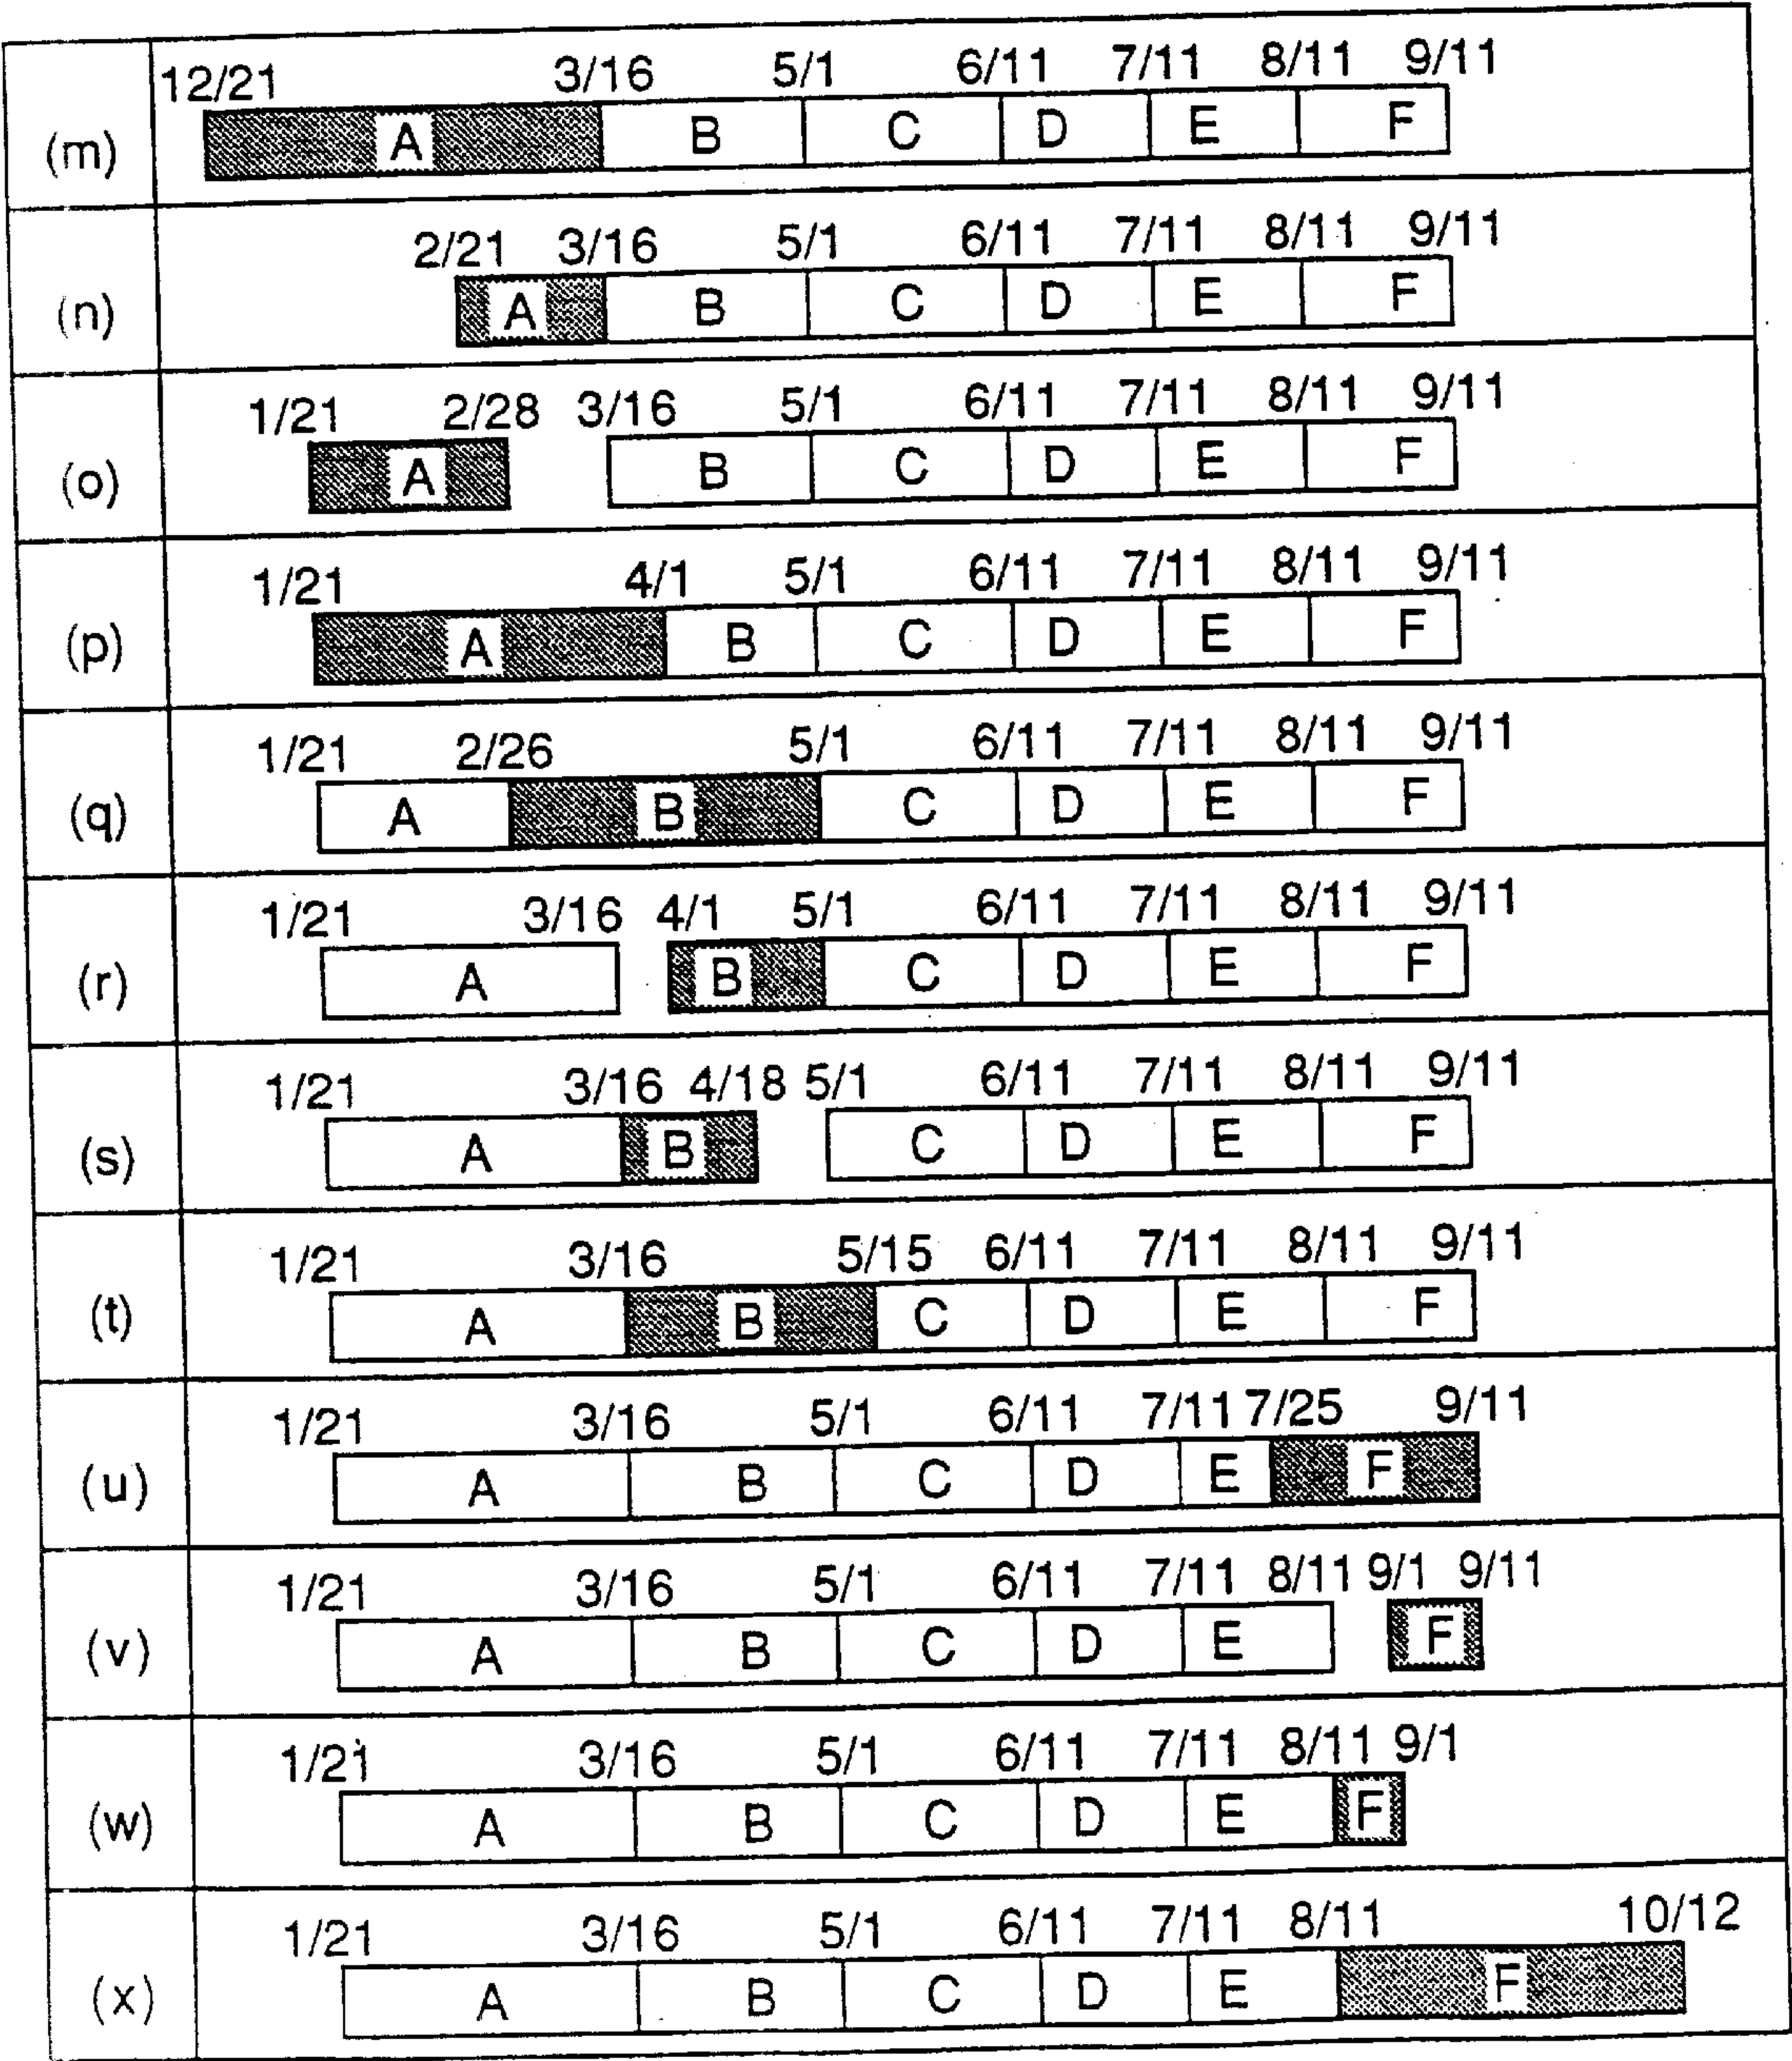 12/21 3/16 5/1 6/11 7/11 8/11 9/11
(m) A B C D E F
2/21 3/16 5/1 6/11 7/11 8/11 9/11
(n) A B C D E F
1/21 2/28 3/16 5/1 6/11 7/11 8/11 9/11
(o) A B C D E F
1/21 4/1 5/1 6/11 7/11 8/11 9/11
(p) A B C D E F
1/21 2/26 5/1 6/11 7/11 8/11 9/11
(q) A B C D E F
1/21 3/16 4/1 5/1 6/11 7/11 8/11 9/11
(r) A B C D E F
1/21 3/16 4/18 5/1 6/11 7/11 8/11 9/11
(s) A B C D E F
1/21 3/16 5/15 6/11 7/11 8/11 9/11
(t) A B C D E F
1/21 3/16 5/1 6/11 7/11 7/25 9/11
(u) A B C D E F
1/21 3/16 5/1 6/11 7/11 8/11 9/1 9/11
(v) A B C D E F
1/21 3/16 5/1 6/11 7/11 8/11 9/1
(w) A B C D E F
1/21 3/16 5/1 6/11 7/11 8/11 10/12
(x) A B C D E F